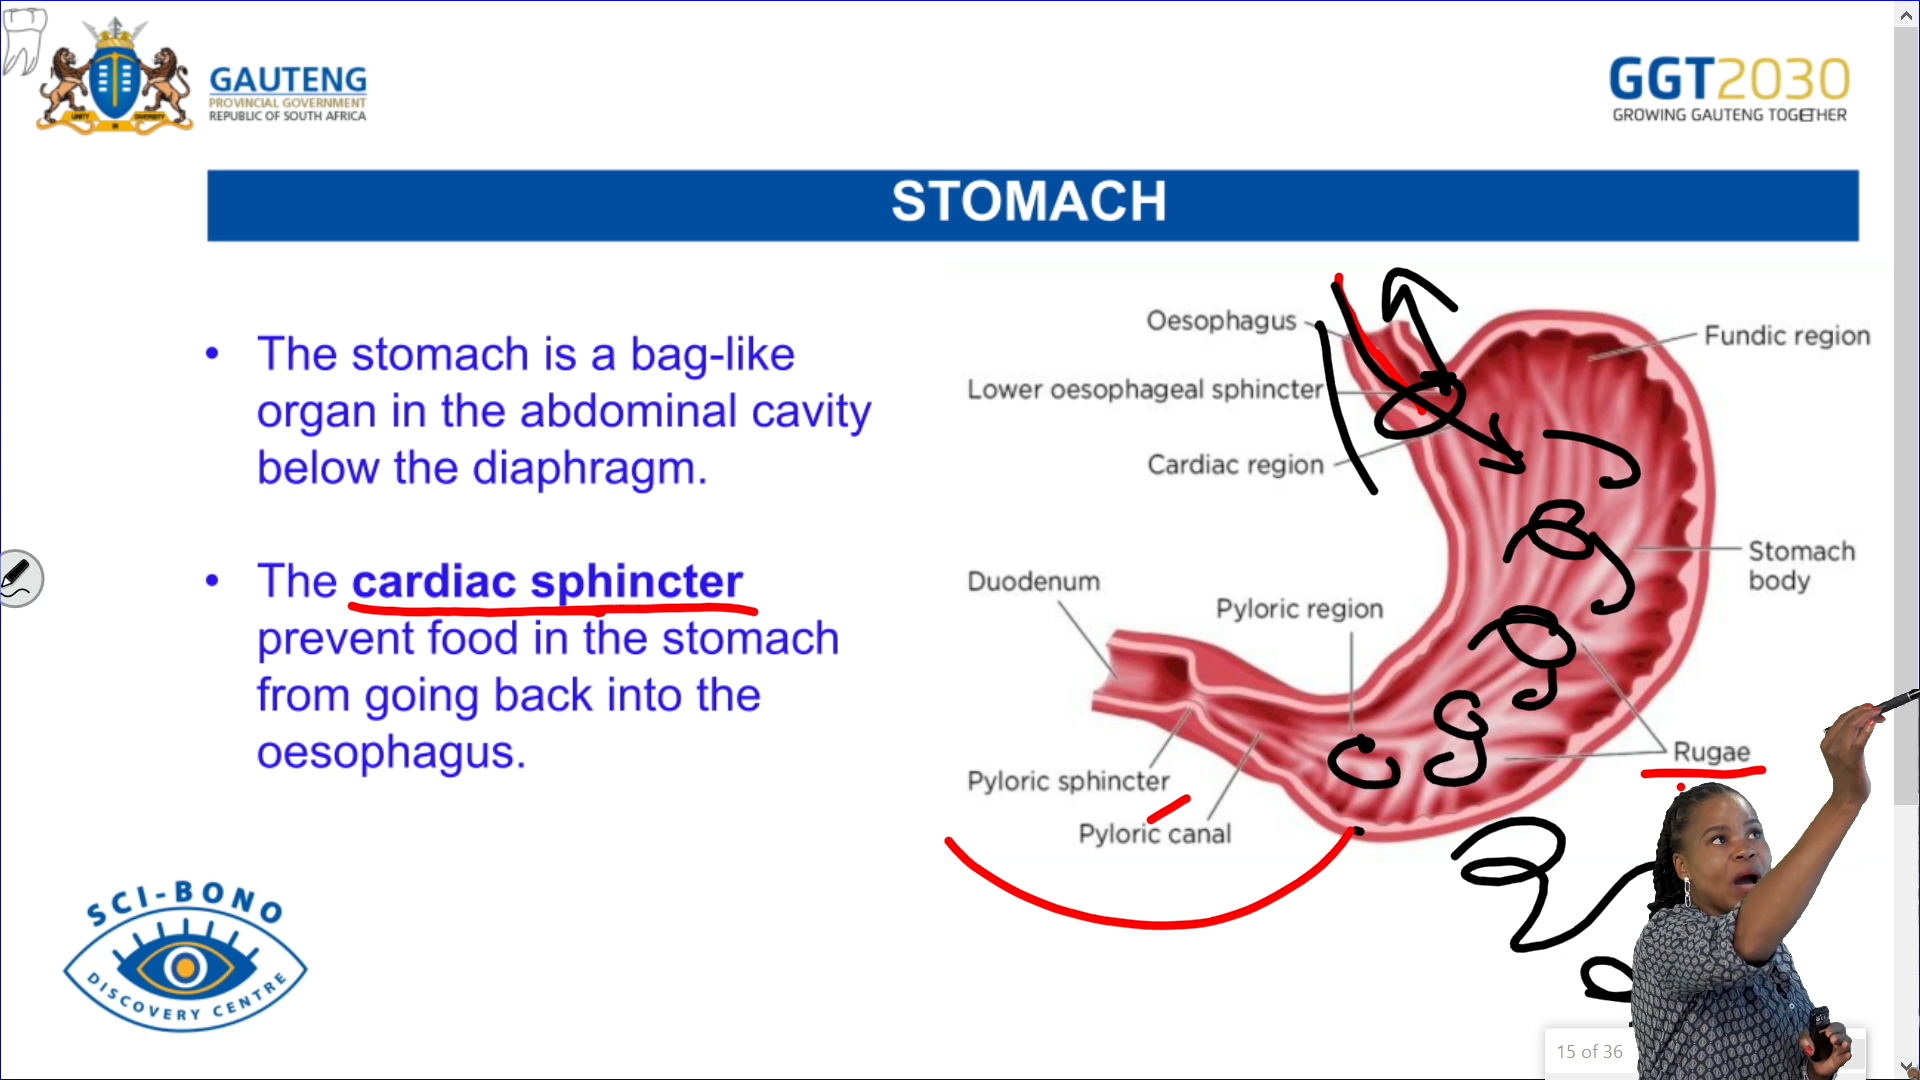 GAUTENG
PROVINCIAL GOVERNMENT
REPUBLIC OF SOUTH AFRICA
UNITY IN DIVERSITY
GGT2030
GROWING GAUTENG TOGETHER
STOMACH
• The stomach is a bag-like
organ in the abdominal cavity
below the diaphragm.
• The cardiac sphincter
prevent food in the stomach
from going back into the
oesophagus.
Oesophagus
Fundic region
Lower oesophageal sphincter
Cardiac region
Stomach
body
Duodenum
Pyloric region
Rugae
Pyloric sphincter
Pyloric canal
SCI-BONO
DISCOVERY CENTRE
15 of 36